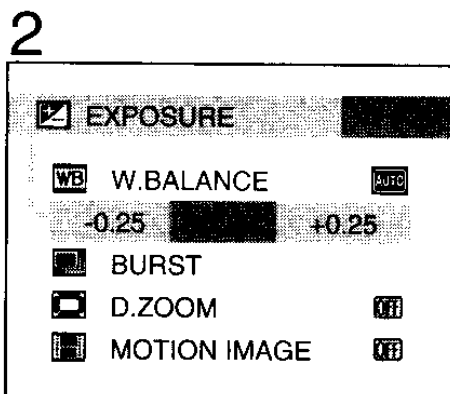 2
EXPOSURE
WB W.BALANCE AUTO
-0.25 +0.25
BURST
D.ZOOM Off
MOTION IMAGE Off